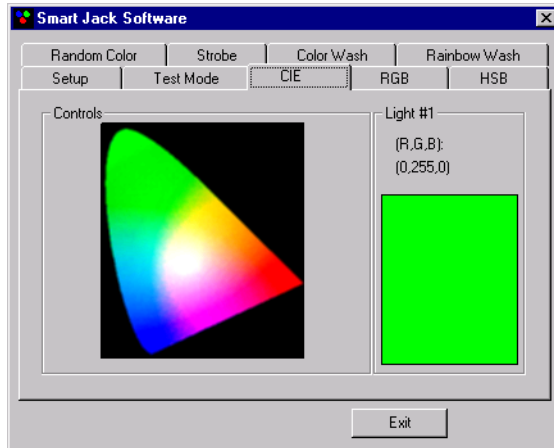 Smart Jack Software
Random Color Strobe Color Wash Rainbow Wash
Setup Test Mode CIE RGB HSB
Controls
Light #1
(R,G,B):
(0,255,0)
Exit